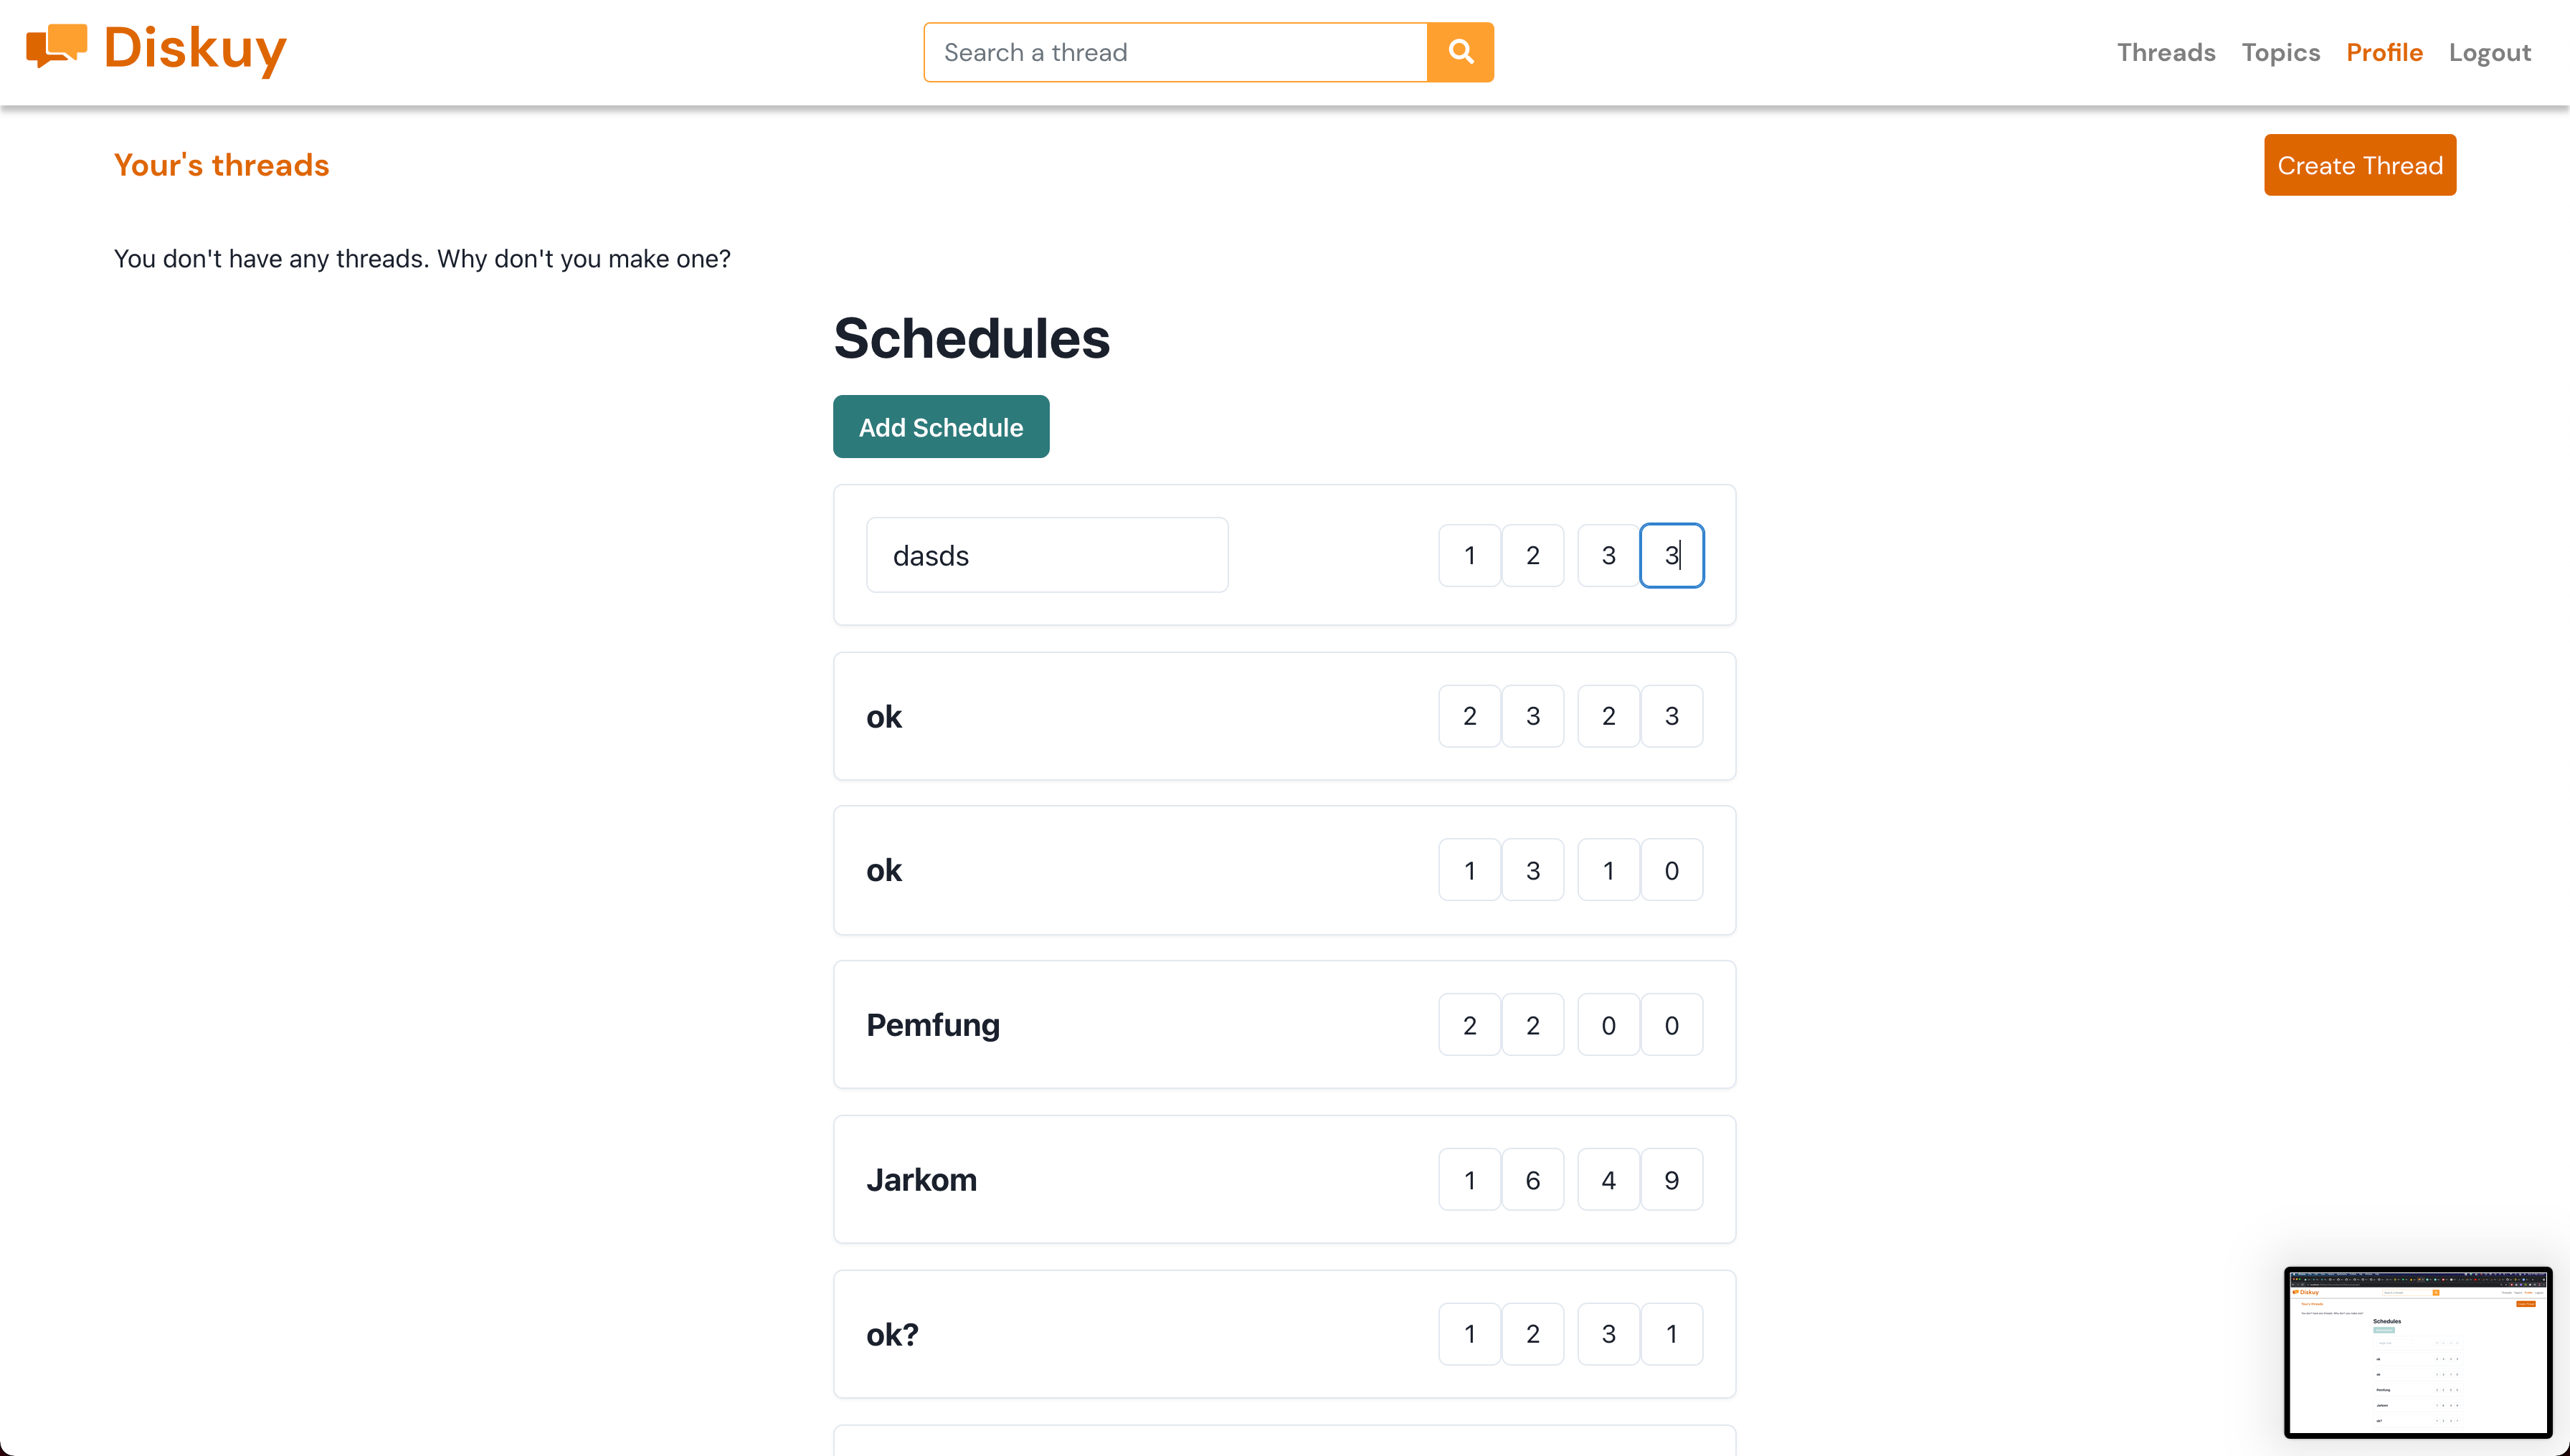 Diskuy
Search a thread
Threads Topics Profile Logout
Your's threads
Create Thread
You don't have any threads. Why don't you make one?
Schedules
Add Schedule
dasds 1 2 3 3
ok 2 3 2 3
ok 1 3 1 0
Pemfung 2 2 0 0
Jarkom 1 6 4 9
ok? 1 2 3 1
Diskuy
Schedules